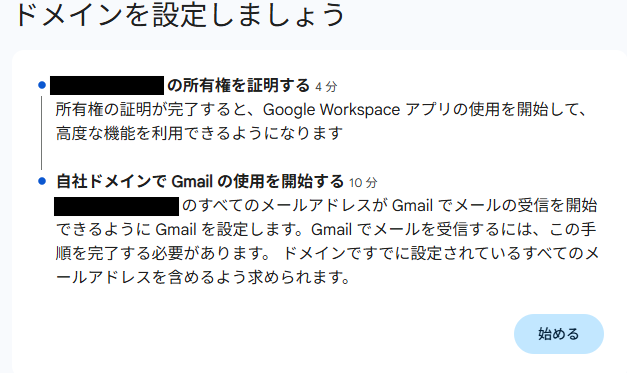 ドメインを設定しましょう
の所有権を証明する 4 分
所有権の証明が完了すると、Google Workspace アプリの使用を開始して、
高度な機能を利用できるようになります
自社ドメインで Gmail の使用を開始する 10 分
のすべてのメールアドレスが Gmail でメールの受信を開始
できるように Gmail を設定します。Gmail でメールを受信するには、この手
順を完了する必要があります。 ドメインですでに設定されているすべてのメ
ールアドレスを含めるよう求められます。
始める